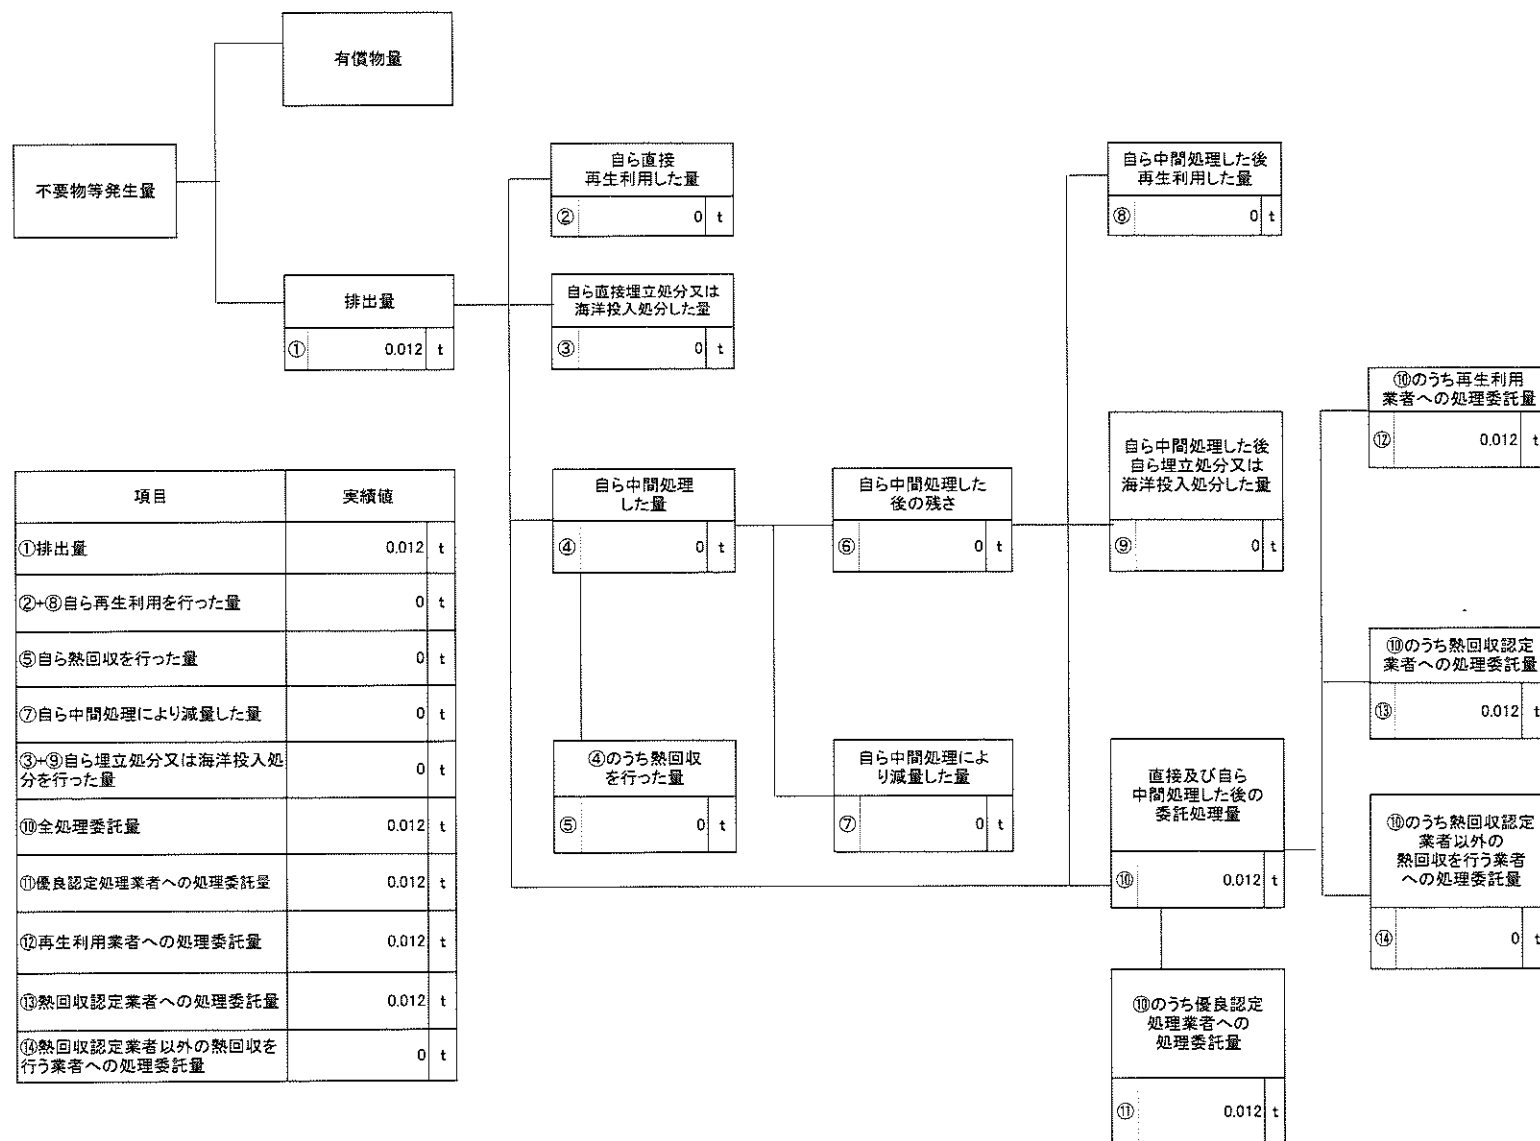 有償物量
不要物等発生量
排出量
① 0.012 t
自ら直接
再生利用した量
② 0 t
自ら直接埋立処分又は
海洋投入処分した量
③ 0 t
自ら中間処理
した量
④ 0 t
④のうち熱回収
を行った量
⑤ 0 t
自ら中間処理した
後の残さ
⑥ 0 t
自ら中間処理によ
り減量した量
⑦ 0 t
自ら中間処理した後
再生利用した量
⑧ 0 t
自ら中間処理した後
自ら埋立処分又は
海洋投入処分した量
⑨ 0 t
直接及び自ら
中間処理した後の
委託処理量
⑩ 0.012 t
⑩のうち優良認定
処理業者への
処理委託量
⑪ 0.012 t
⑩のうち再生利用
業者への処理委託量
⑫ 0.012 t
⑩のうち熱回収認定
業者への処理委託量
⑬ 0.012 t
⑩のうち熱回収認定
業者以外の
熱回収を行う業者
への処理委託量
⑭ 0 t
項目 実績値
①排出量 0.012 t
②+⑧自ら再生利用を行った量 0 t
⑤自ら熱回収を行った量 0 t
⑦自ら中間処理により減量した量 0 t
③+⑨自ら埋立処分又は海洋投入処
分を行った量 0 t
⑩全処理委託量 0.012 t
⑪優良認定処理業者への処理委託量 0.012 t
⑫再生利用業者への処理委託量 0.012 t
⑬熱回収認定業者への処理委託量 0.012 t
⑭熱回収認定業者以外の熱回収を
行う業者への処理委託量 0 t